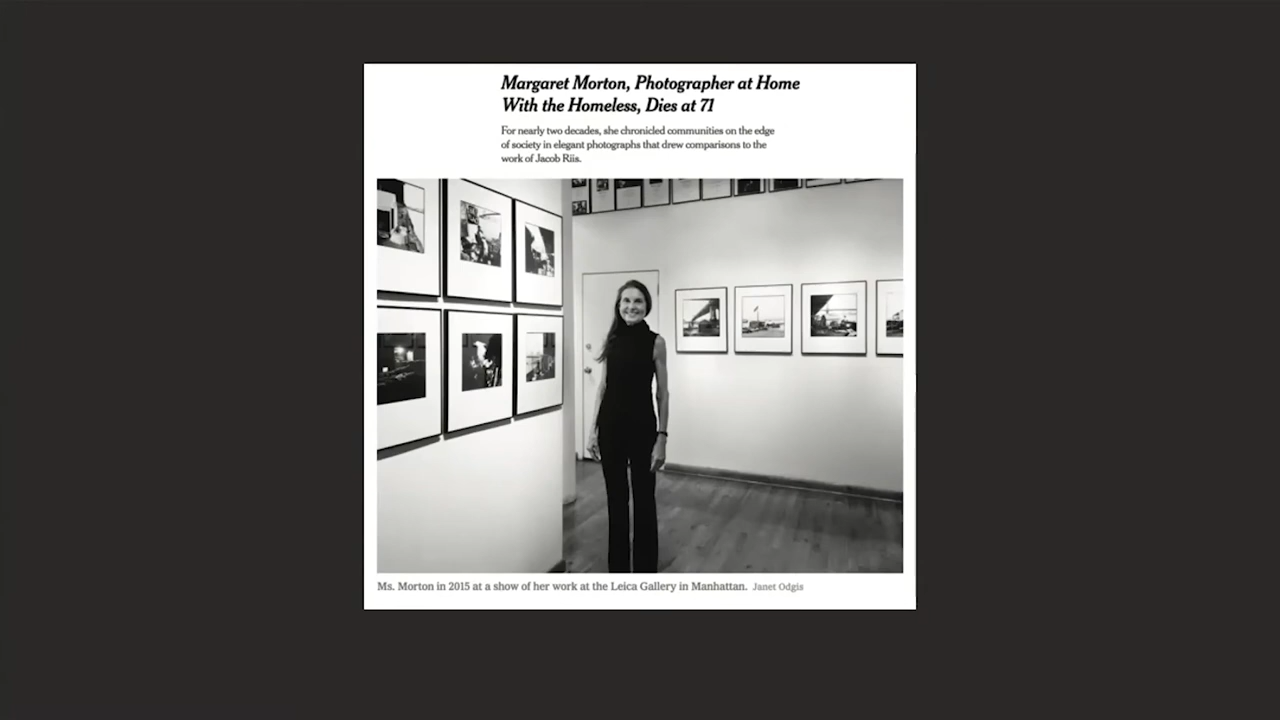 Margaret Morton, Photographer at Home
With the Homeless, Dies at 71
For nearly two decades, she chronicled communities on the edge
of society in elegant photographs that drew comparisons to the
work of Jacob Riis.
Ms. Morton in 2015 at a show of her work at the Leica Gallery in Manhattan. Janet Odgis